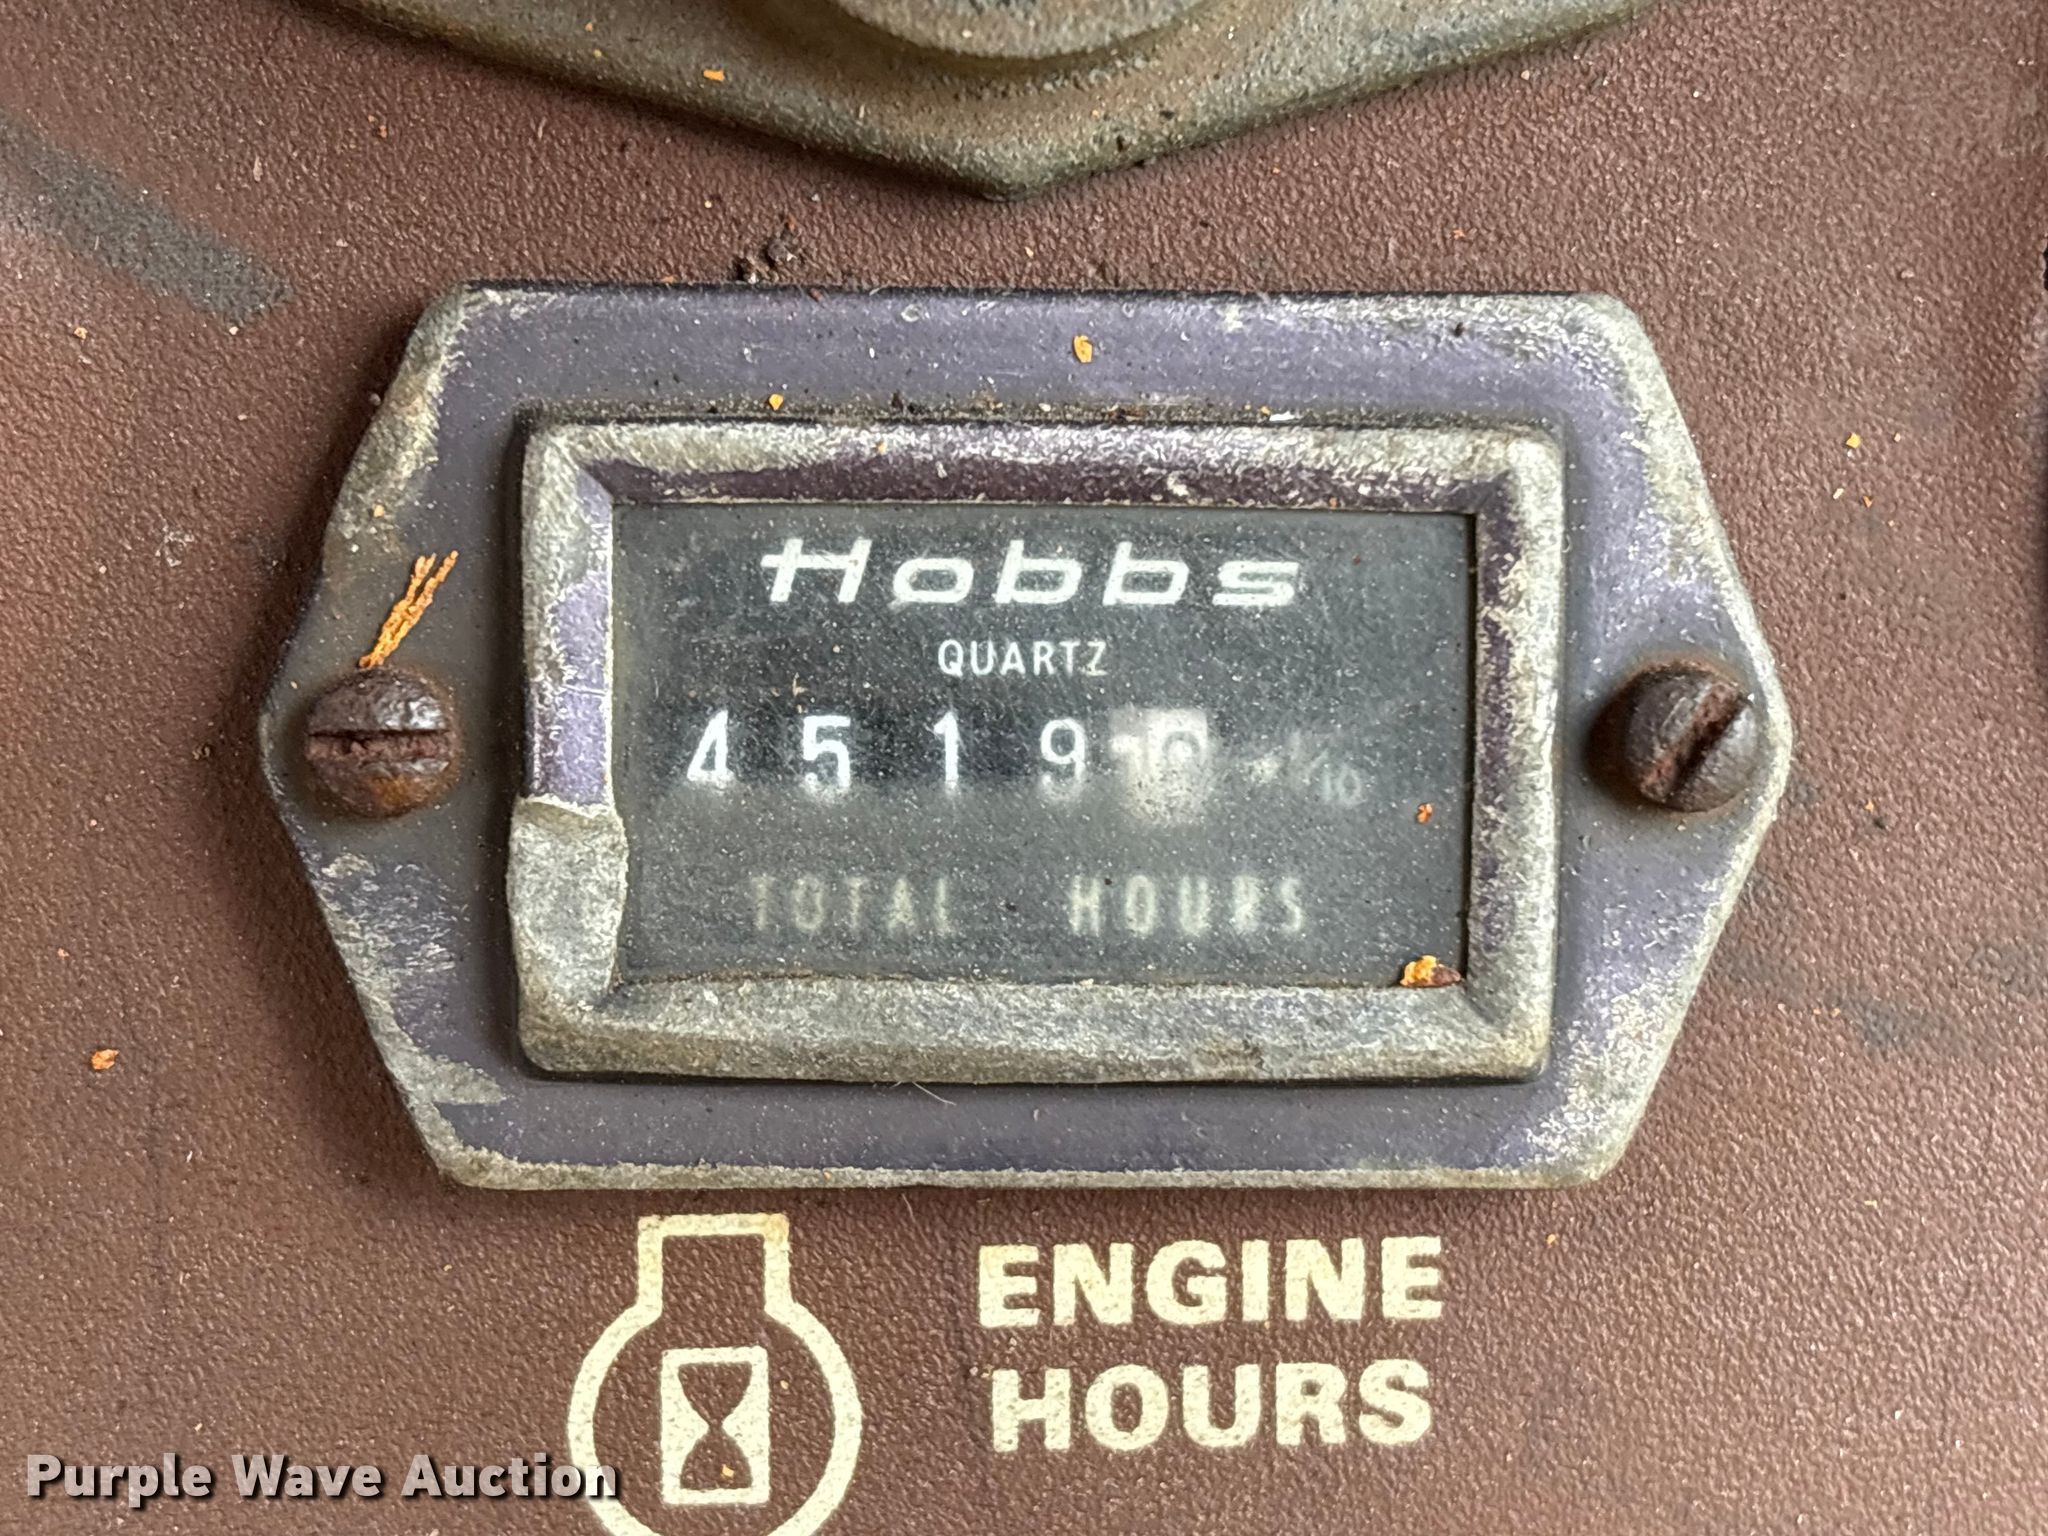 Hobbs
QUARTZ
4519
1/10
TOTAL HOURS
ENGINE
HOURS
Purple Wave Auction